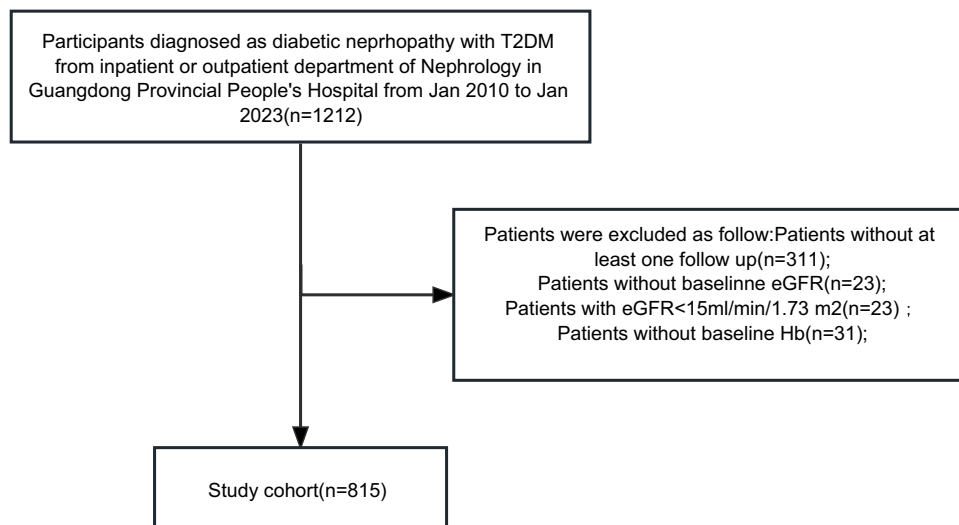 Participants diagnosed as diabetic neprhopathy with T2DM
from inpatient or outpatient department of Nephrology in
Guangdong Provincial People's Hospital from Jan 2010 to Jan
2023(n=1212)
Patients were excluded as follow:Patients without at
least one follow up(n=311);
Patients without baselinne eGFR(n=23);
Patients with eGFR<15ml/min/1.73 m2(n=23) ;
Patients without baseline Hb(n=31);
Study cohort(n=815)